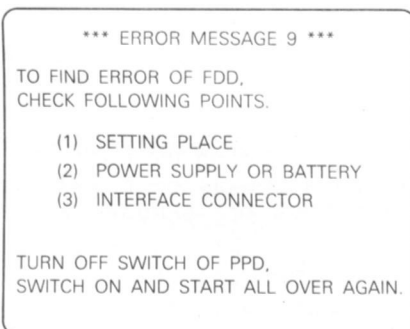 *** ERROR MESSAGE 9 ***
TO FIND ERROR OF FDD,
CHECK FOLLOWING POINTS.
(1) SETTING PLACE
(2) POWER SUPPLY OR BATTERY
(3) INTERFACE CONNECTOR
TURN OFF SWITCH OF PPD,
SWITCH ON AND START ALL OVER AGAIN.